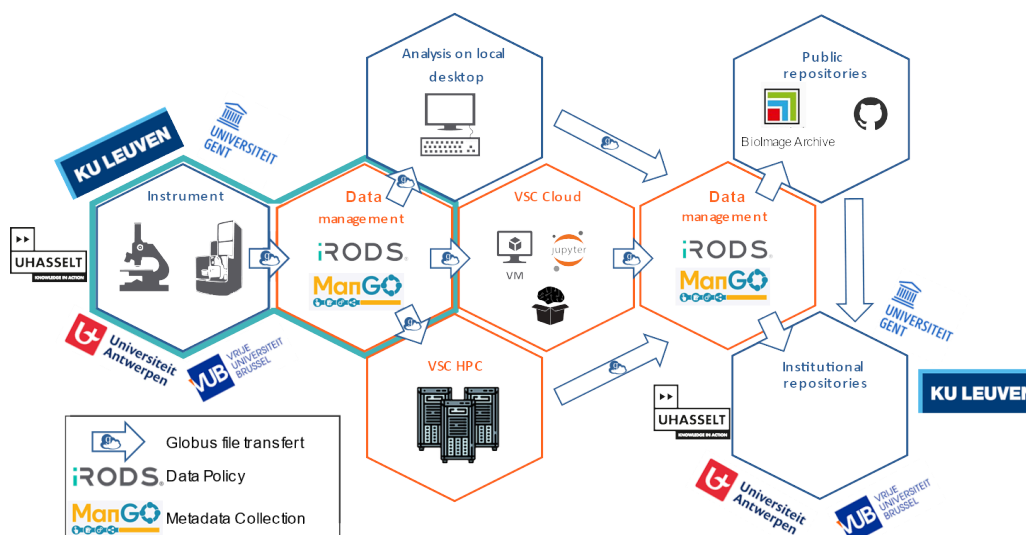 Analysis on local
desktop
Public
repositories
BioImage Archive
KU LEUVEN
UNIVERSITEIT
GENT
Instrument
Data
management
iRODS
ManGO
VSC Cloud
VM
jupyter
Data
management
iRODS
ManGO
UHASSELT
KNOWLEDGE IN ACTION
Universiteit
Antwerpen
VUB
VRIJE
UNIVERSITEIT
BRUSSEL
VSC HPC
UNIVERSITEIT
GENT
Institutional
repositories
KU LEUVEN
UHASSELT
KNOWLEDGE IN ACTION
Universiteit
Antwerpen
VUB
VRIJE
UNIVERSITEIT
BRUSSEL
Globus file transfert
iRODS Data Policy
ManGO Metadata Collection